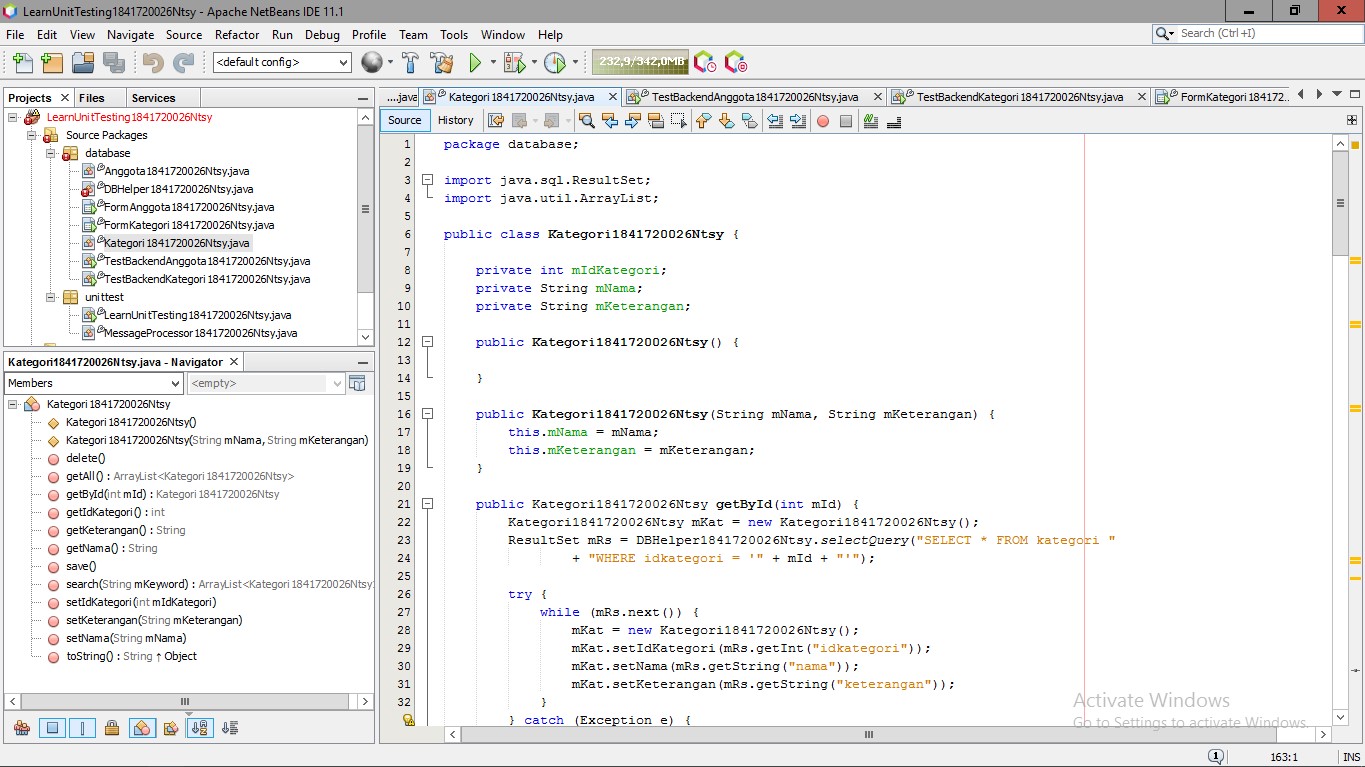 LearnUnitTesting1841720026Ntsy - Apache NetBeans IDE 11.1
File Edit View Navigate Source Refactor Run Debug Profile Team Tools Window Help
Search (Ctrl+I)
<default config>
232,9/342,0MB
Projects Files Services
LearnUnitTesting1841720026Ntsy
Source Packages
database
Anggota1841720026Ntsy.java
DBHelper1841720026Ntsy.java
FormAnggota1841720026Ntsy.java
FormKategori1841720026Ntsy.java
Kategori1841720026Ntsy.java
TestBackendAnggota1841720026Ntsy.java
TestBackendKategori1841720026Ntsy.java
unittest
LearnUnitTesting1841720026Ntsy.java
MessageProcessor1841720026Ntsy.java
Kategori1841720026Ntsy.java - Navigator
Members <empty>
Kategori1841720026Ntsy
Kategori1841720026Ntsy()
Kategori1841720026Ntsy(String mNama, String mKeterangan)
delete()
getAll() : ArrayList<Kategori1841720026Ntsy>
getById(int mId) : Kategori1841720026Ntsy
getIdKategori() : int
getKeterangan() : String
getNama() : String
save()
search(String mKeyword) : ArrayList<Kategori1841720026Ntsy
setIdKategori(int mIdKategori)
setKeterangan(String mKeterangan)
setNama(String mNama)
toString() : String ↑ Object
....java Kategori1841720026Ntsy.java TestBackendAnggota1841720026Ntsy.java TestBackendKategori1841720026Ntsy.java FormKategori184172...
Source History
1 package database;
2
3 import java.sql.ResultSet;
4 import java.util.ArrayList;
5
6 public class Kategori1841720026Ntsy {
7
8 private int mIdKategori;
9 private String mNama;
10 private String mKeterangan;
11
12 public Kategori1841720026Ntsy() {
13
14 }
15
16 public Kategori1841720026Ntsy(String mNama, String mKeterangan) {
17 this.mNama = mNama;
18 this.mKeterangan = mKeterangan;
19 }
20
21 public Kategori1841720026Ntsy getById(int mId) {
22 Kategori1841720026Ntsy mKat = new Kategori1841720026Ntsy();
23 ResultSet mRs = DBHelper1841720026Ntsy.selectQuery("SELECT * FROM kategori "
24 + "WHERE idkategori = '" + mId + "'");
25
26 try {
27 while (mRs.next()) {
28 mKat = new Kategori1841720026Ntsy();
29 mKat.setIdKategori(mRs.getInt("idkategori"));
30 mKat.setNama(mRs.getString("nama"));
31 mKat.setKeterangan(mRs.getString("keterangan"));
32 }
} catch (Exception e) {
Activate Windows
Go to Settings to activate Windows.
1 163:1 INS